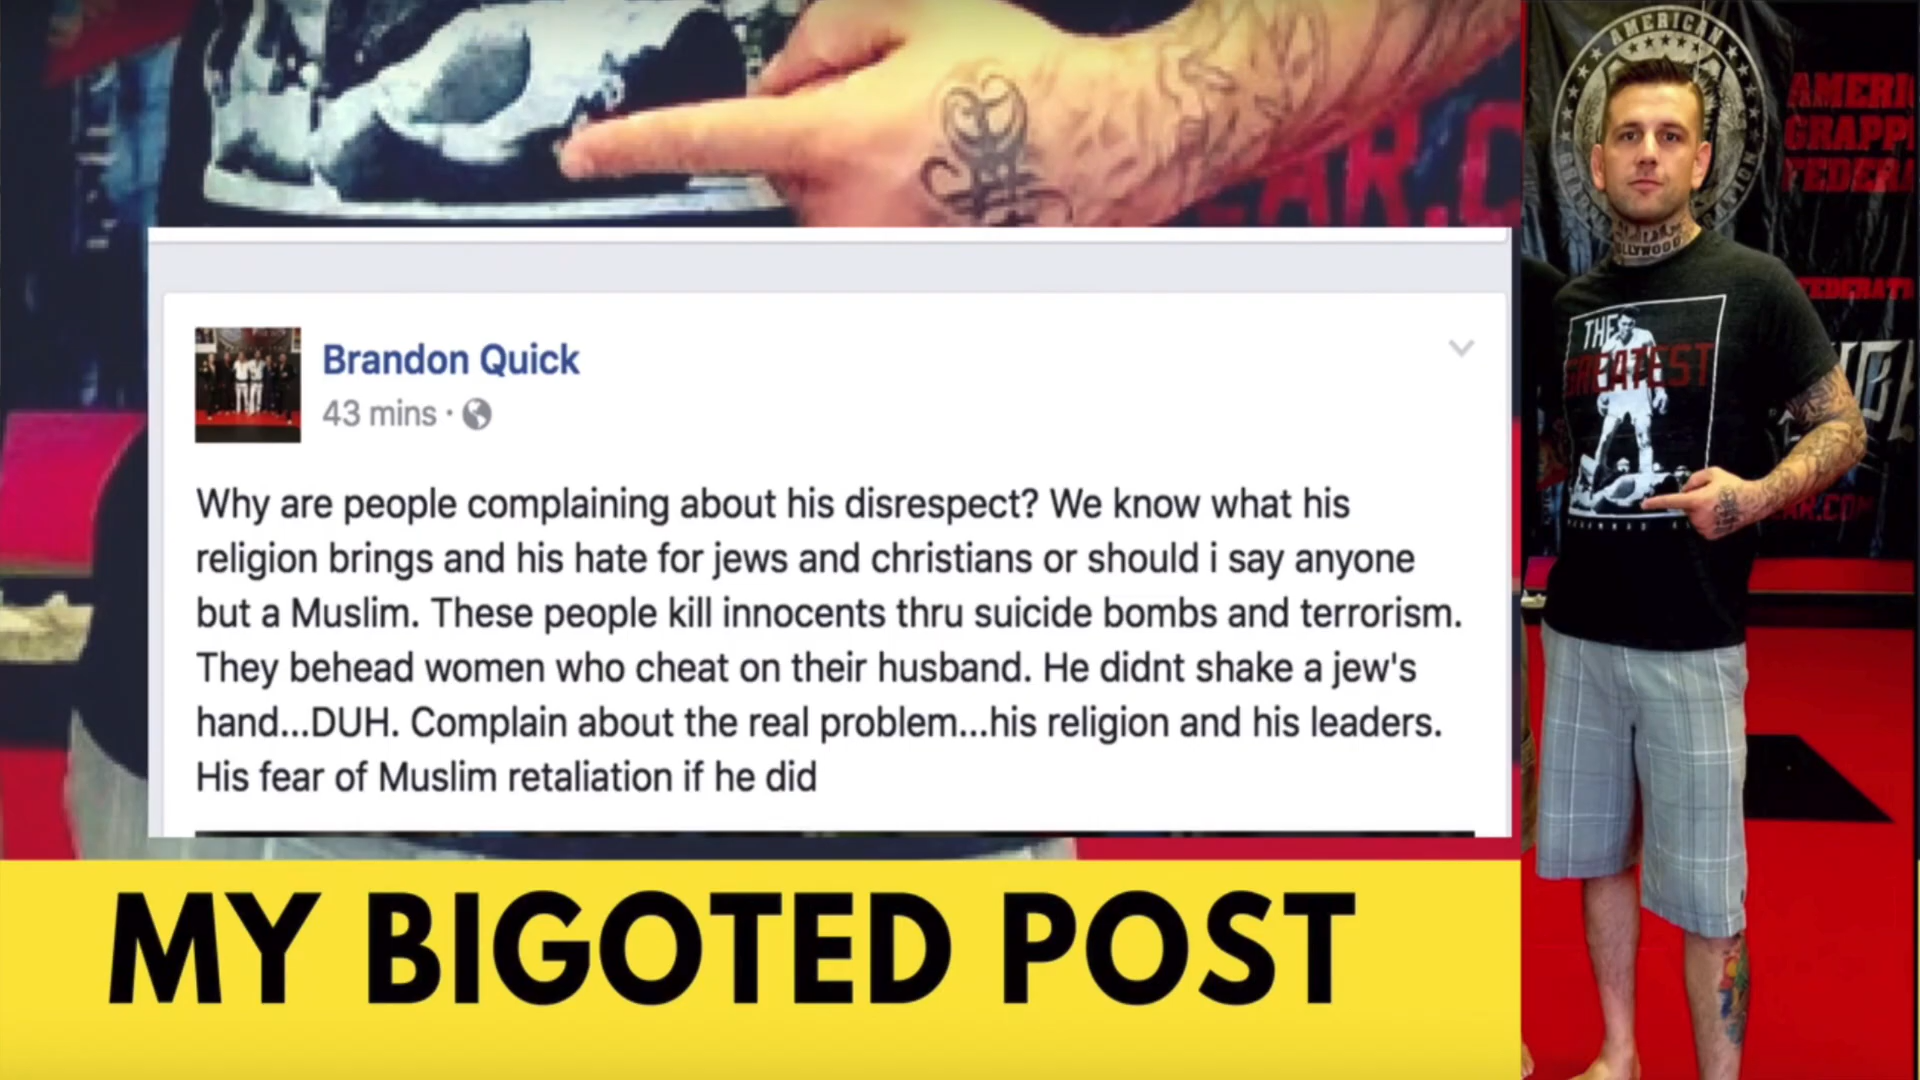 Brandon Quick
43 mins ·
Why are people complaining about his disrespect? We know what his
religion brings and his hate for jews and christians or should i say anyone
but a Muslim. These people kill innocents thru suicide bombs and terrorism.
They behead women who cheat on their husband. He didnt shake a jew's
hand...DUH. Complain about the real problem...his religion and his leaders.
His fear of Muslim retaliation if he did
MY BIGOTED POST
AMERICAN
THE
GREATEST